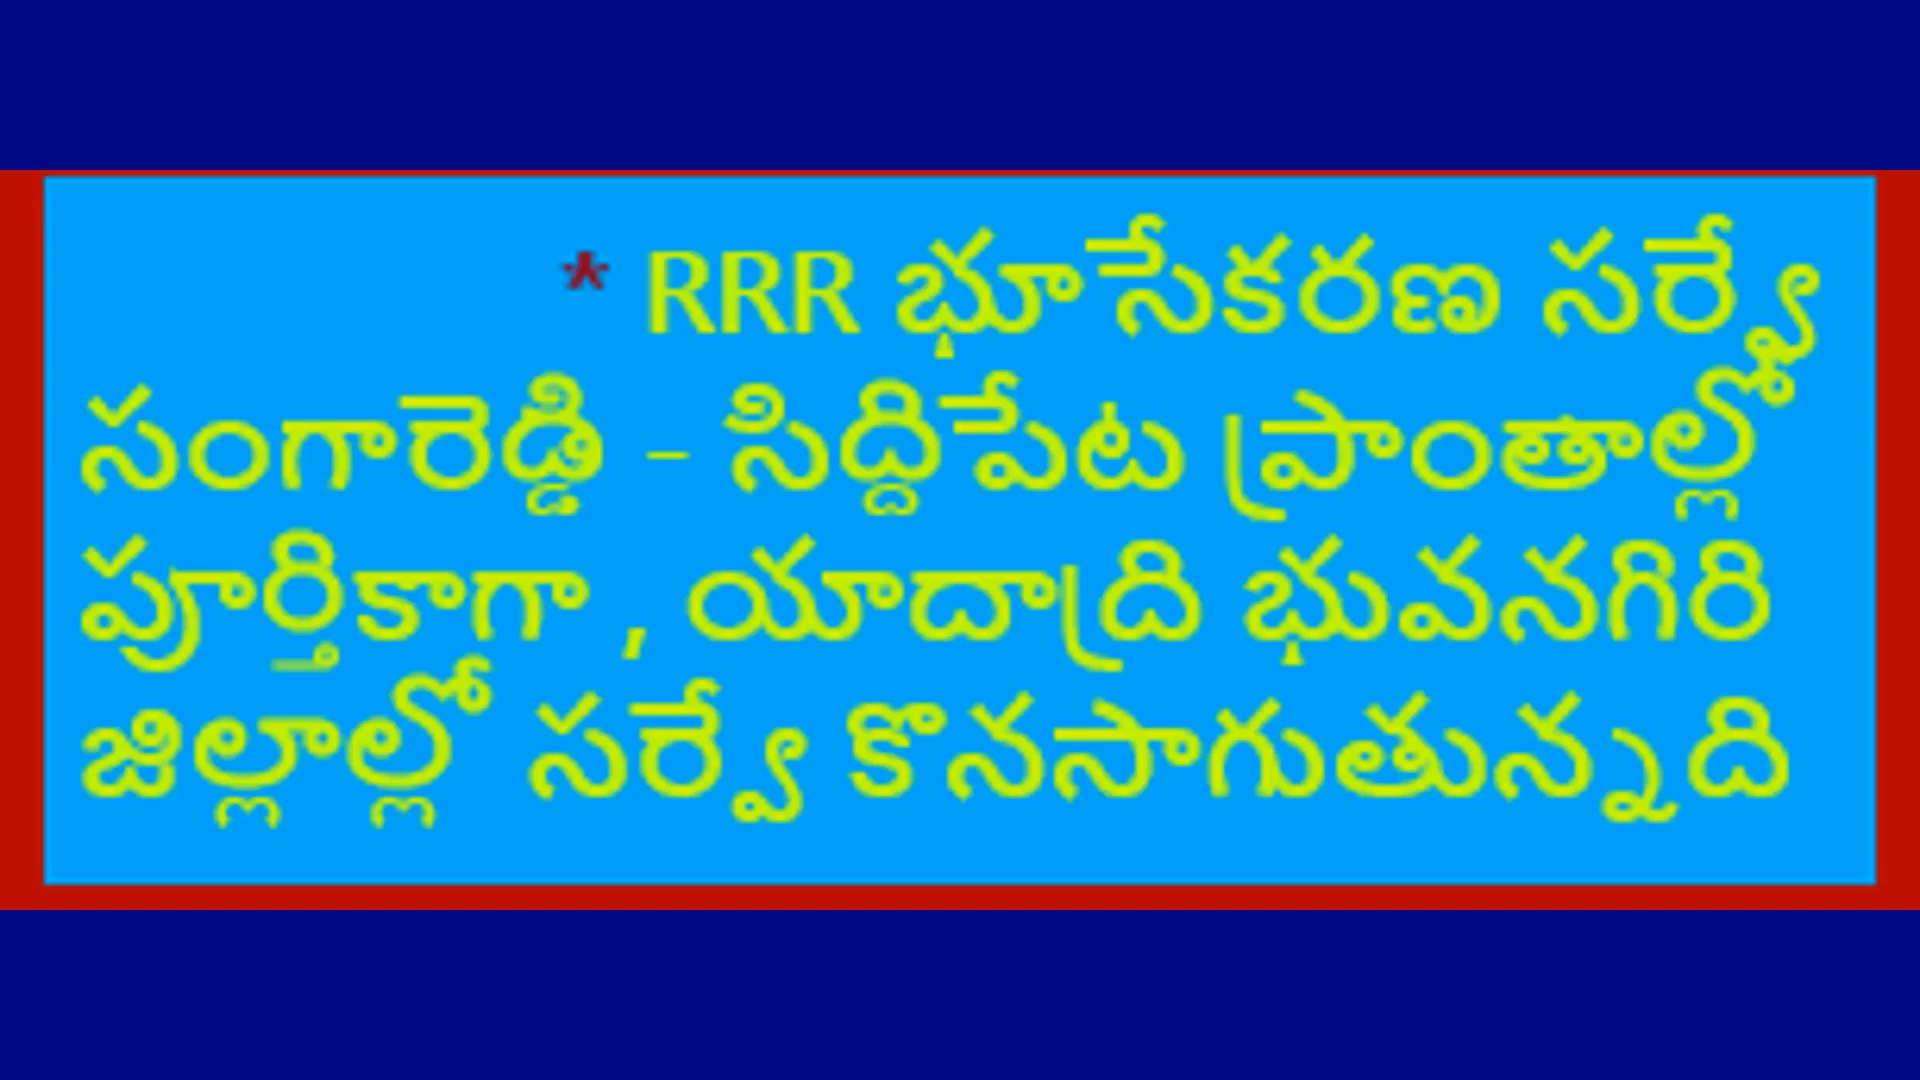 * RRR భూసేకరణ సర్వే
సంగారెడ్డి – సిద్దిపేట ప్రాంతాల్లో
పూర్తికాగా , యాదాద్రి భువనగిరి
జిల్లాల్లో సర్వే కొనసాగుతున్నది